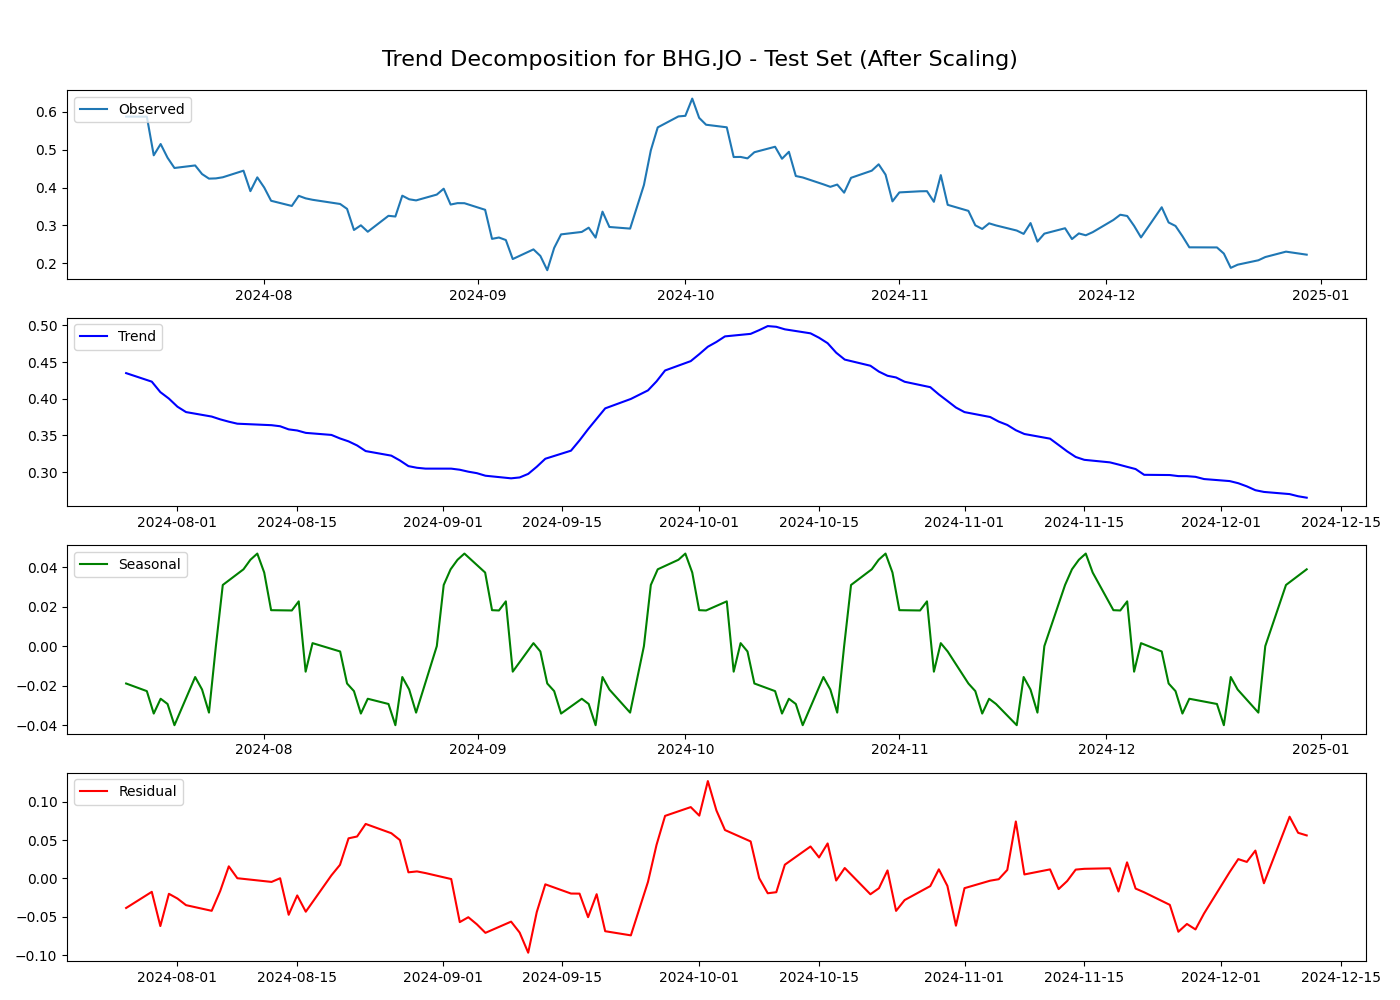 Trend Decomposition for BHG.JO - Test Set (After Scaling)
Observed
0.6
0.5
0.4
0.3
0.2
2024-08 2024-09 2024-10 2024-11 2024-12 2025-01
Trend
0.50
0.45
0.40
0.35
0.30
2024-08-01 2024-08-15 2024-09-01 2024-09-15 2024-10-01 2024-10-15 2024-11-01 2024-11-15 2024-12-01 2024-12-15
Seasonal
0.04
0.02
0.00
−0.02
−0.04
2024-08 2024-09 2024-10 2024-11 2024-12 2025-01
Residual
0.10
0.05
0.00
−0.05
−0.10
2024-08-01 2024-08-15 2024-09-01 2024-09-15 2024-10-01 2024-10-15 2024-11-01 2024-11-15 2024-12-01 2024-12-15